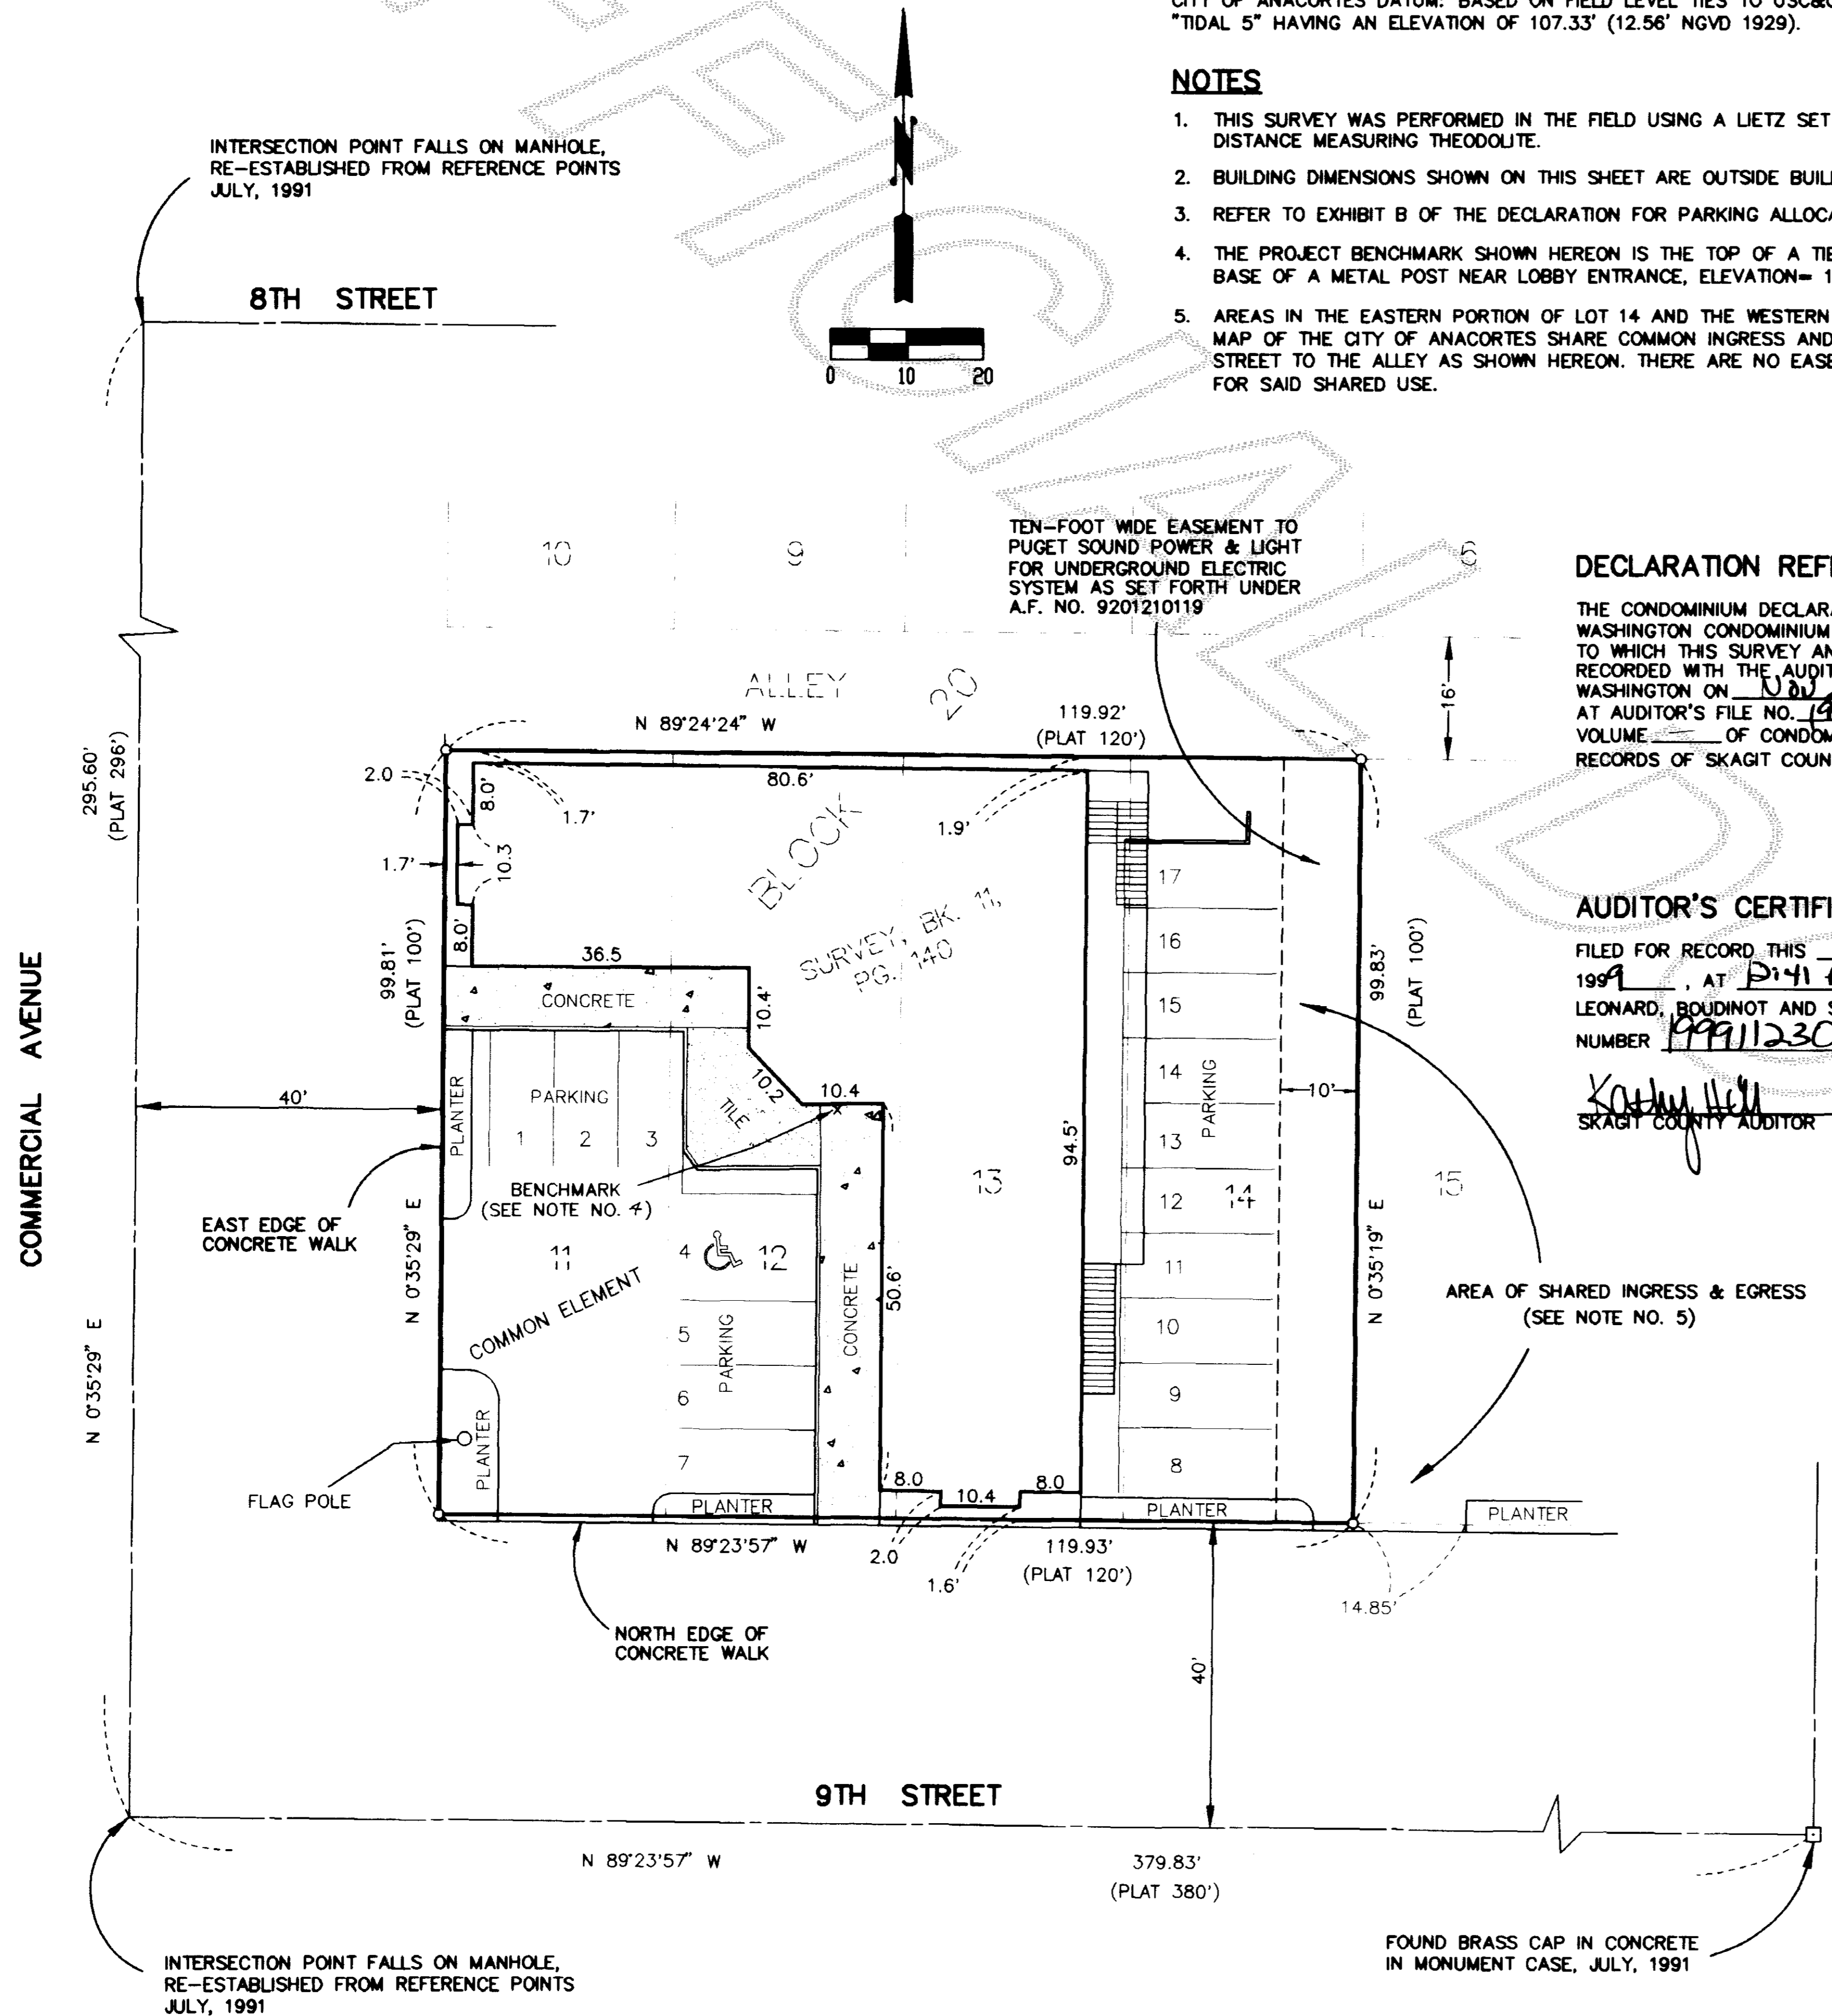 CITY OF ANACORTES DATUM: BASED ON FIELD LEVEL TIES TO
"TIDAL 5" HAVING AN ELEVATION OF 107.33' (12.56' NGVD 1929).
NOTES
1. THIS SURVEY WAS PERFORMED IN THE FIELD USING A LIETZ SET
DISTANCE MEASURING THEODOLITE.
2. BUILDING DIMENSIONS SHOWN ON THIS SHEET ARE OUTSIDE
3. REFER TO EXHIBIT B OF THE DECLARATION FOR PARKING
4. THE PROJECT BENCHMARK SHOWN HEREON IS THE TOP OF A
BASE OF A METAL POST NEAR LOBBY ENTRANCE, ELEVATION= 1
5. AREAS IN THE EASTERN PORTION OF LOT 14 AND THE WESTERN
MAP OF THE CITY OF ANACORTES SHARE COMMON INGRESS AND
STREET TO THE ALLEY AS SHOWN HEREON. THERE ARE NO
FOR SAID SHARED USE.
INTERSECTION POINT FALLS ON MANHOLE,
RE-ESTABLISHED FROM REFERENCE POINTS
JULY, 1991
N
8TH STREET
0 10 20
10 9 6
TEN-FOOT WIDE EASEMENT TO
PUGET SOUND POWER & LIGHT
FOR UNDERGROUND ELECTRIC
SYSTEM AS SET FORTH UNDER
A.F. NO. 9201210119
DECLARATION
THE CONDOMINIUM
WASHINGTON CONDOMINIUM
TO WHICH THIS SURVEY
RECORDED WITH THE
WASHINGTON ON Nov
AT AUDITOR'S FILE NO. 19
VOLUME OF
RECORDS OF SKAGIT
AUDITOR'S
FILED FOR RECORD THIS
1999, AT
LEONARD, BOUDINOT AND
NUMBER 19991123
Kathy Hill
SKAGIT COUNTY AUDITOR
ALLEY
20
16'
N 89°24'24" W
119.92'
(PLAT 120')
295.60'
(PLAT 296')
2.0
8.0'
80.6'
1.7'
1.9'
1.7'
10.3
BLOCK
SURVEY, BK. 11,
PG. 140
8.0'
36.5
99.81'
(PLAT 100')
CONCRETE
10.4'
PLANTER
PARKING
1 2 3
TILE
10.2
10.4
40'
COMMERCIAL AVENUE
BENCHMARK
(SEE NOTE NO. 4)
EAST EDGE OF
CONCRETE WALK
N 0°35'29" E
11
COMMON ELEMENT
4
12
5
6
7
PARKING
CONCRETE
50.6'
13
94.5'
17
16
15
14
13
12
11
10
9
8
PARKING
14
10'
99.83'
(PLAT 100')
15
N 0°35'19" E
AREA OF SHARED INGRESS & EGRESS
(SEE NOTE NO. 5)
N 0°35'29" E
FLAG POLE
PLANTER
PLANTER
8.0
10.4
8.0
PLANTER
PLANTER
N 89°23'57" W
2.0
1.6'
119.93'
(PLAT 120')
14.85'
NORTH EDGE OF
CONCRETE WALK
40'
9TH STREET
N 89°23'57" W
379.83'
(PLAT 380')
INTERSECTION POINT FALLS ON MANHOLE,
RE-ESTABLISHED FROM REFERENCE POINTS
JULY, 1991
FOUND BRASS CAP IN CONCRETE
IN MONUMENT CASE, JULY, 1991